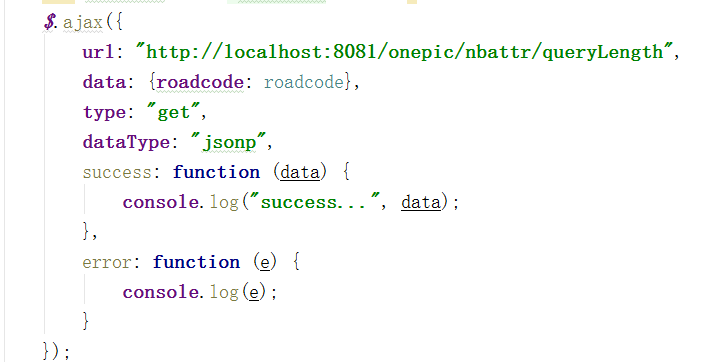 $.ajax({
url: "http://localhost:8081/onepic/nbattr/queryLength",
data: {roadcode: roadcode},
type: "get",
dataType: "jsonp",
success: function (data) {
console.log("success...", data);
},
error: function (e) {
console.log(e);
}
});